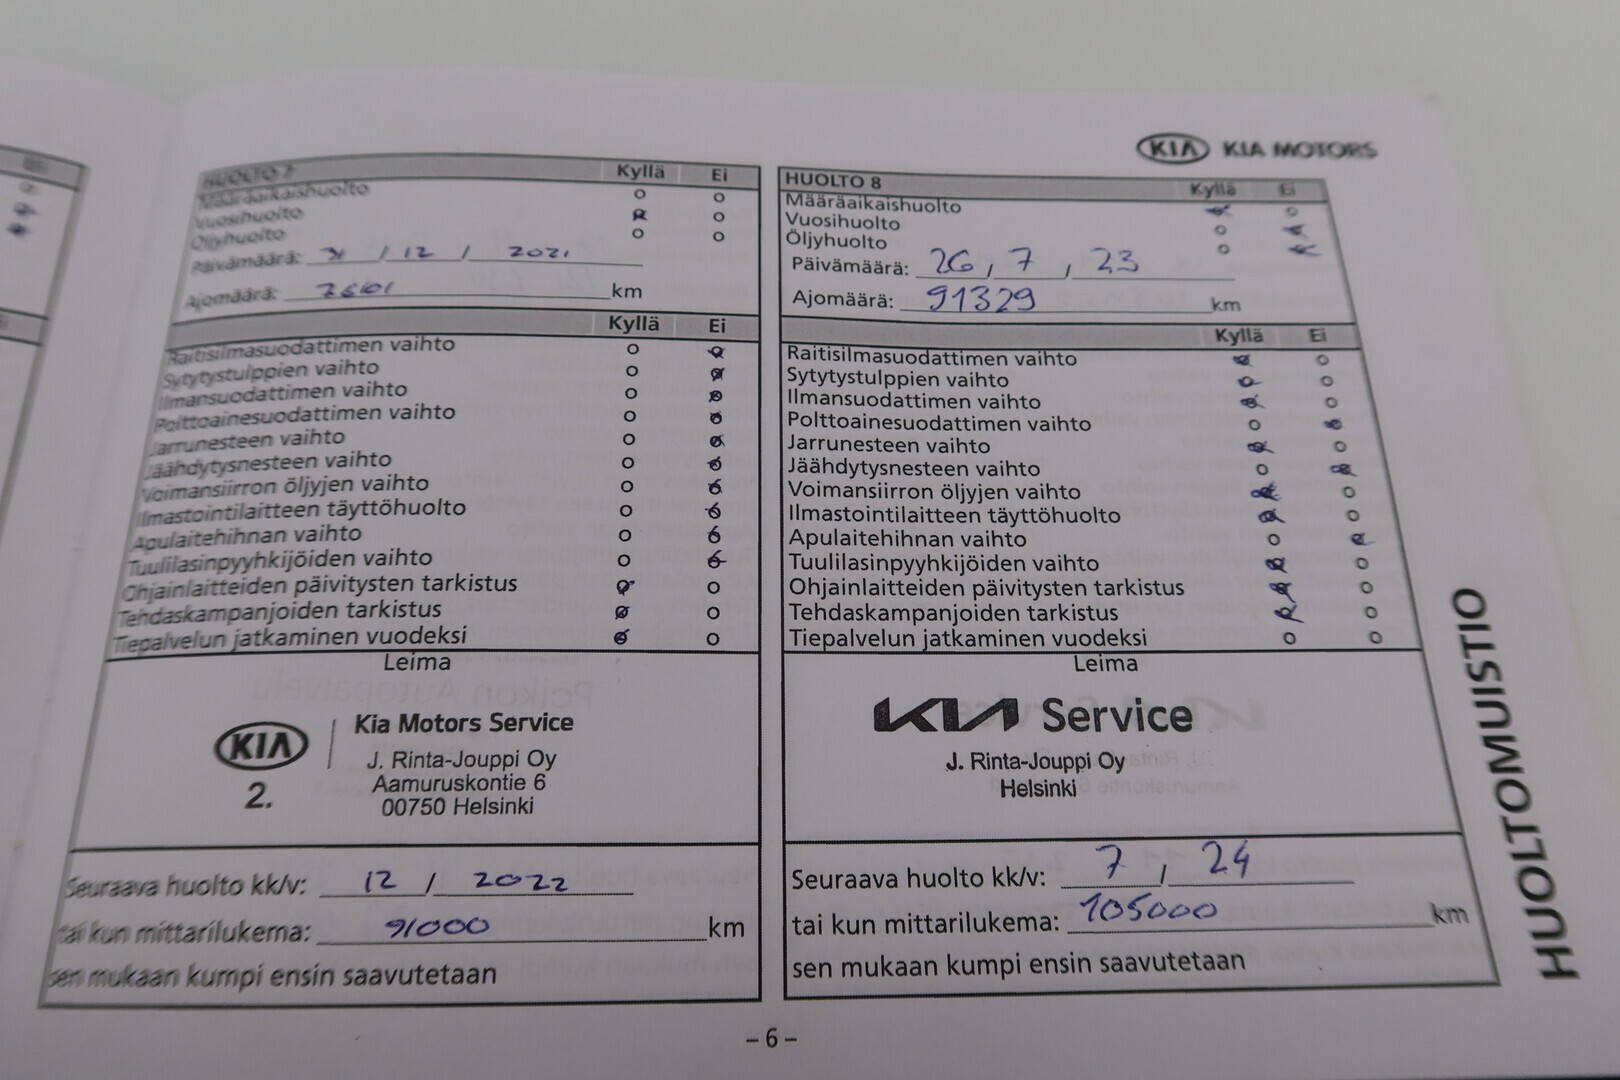 KIA KIA MOTORS
HUOLTO 7 Kyllä Ei
Määräaikaishuolto
Vuosihuolto
Öljyhuolto
Päivämäärä: 31 / 12 / 2021
Ajomäärä: km
Kyllä Ei
Raitisilmasuodattimen vaihto
Sytytystulppien vaihto
Ilmansuodattimen vaihto
Polttoainesuodattimen vaihto
Jarrunesteen vaihto
Jäähdytysnesteen vaihto
Voimansiirron öljyjen vaihto
Ilmastointilaitteen täyttöhuolto
Apulaitehihnan vaihto
Tuulilasinpyyhkijöiden vaihto
Ohjainlaitteiden päivitysten tarkistus
Tehdaskampanjoiden tarkistus
Tiepalvelun jatkaminen vuodeksi
Leima
KIA
2.
Kia Motors Service
J. Rinta-Jouppi Oy
Aamuruskontie 6
00750 Helsinki
Seuraava huolto kk/v: 12 / 2022
tai kun mittarilukema: 91000 km
sen mukaan kumpi ensin saavutetaan
HUOLTO 8 Kyllä Ei
Määräaikaishuolto
Vuosihuolto
Öljyhuolto
Päivämäärä: 26 / 7 / 23
Ajomäärä: 91329 km
Kyllä Ei
Raitisilmasuodattimen vaihto
Sytytystulppien vaihto
Ilmansuodattimen vaihto
Polttoainesuodattimen vaihto
Jarrunesteen vaihto
Jäähdytysnesteen vaihto
Voimansiirron öljyjen vaihto
Ilmastointilaitteen täyttöhuolto
Apulaitehihnan vaihto
Tuulilasinpyyhkijöiden vaihto
Ohjainlaitteiden päivitysten tarkistus
Tehdaskampanjoiden tarkistus
Tiepalvelun jatkaminen vuodeksi
Leima
KIA Service
J. Rinta-Jouppi Oy
Helsinki
Seuraava huolto kk/v: 7 / 24
tai kun mittarilukema: 105000 km
sen mukaan kumpi ensin saavutetaan
HUOLTOMUISTIO
– 6 –